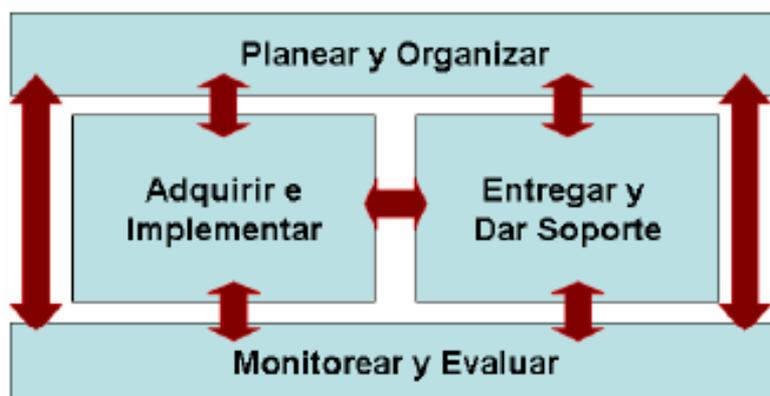 Planear y Organizar
Adquirir e
Implementar
Entregar y
Dar Soporte
Monitorear y Evaluar